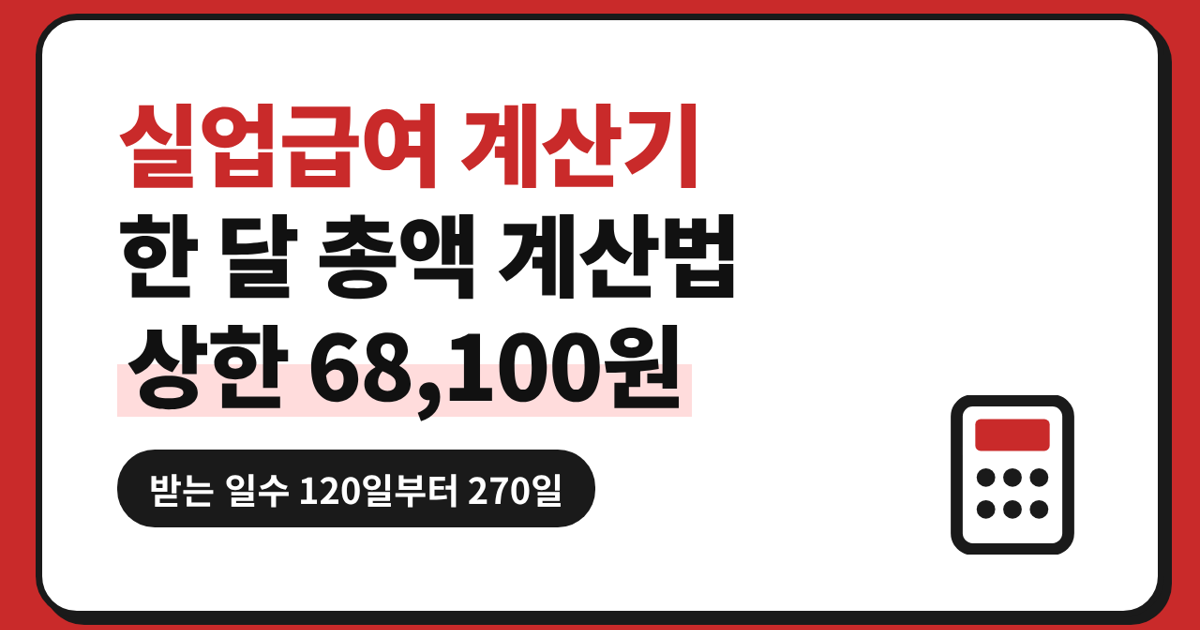 실업급여 계산기
한 달 총액 계산법
상한 68,100원
받는 일수 120일부터 270일